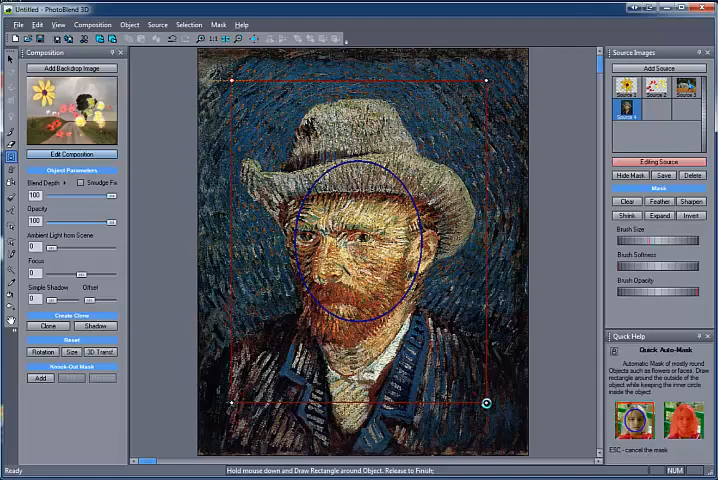 Untitled - PhotoBlend 3D
File Edit View Composition Object Source Selection Mask Help
Composition
Add Backdrop Image
Edit Composition
Object Parameters
Blend Depth
Smudge Fix
100
Opacity
100
Ambient Light from Scene
0
Focus
0
Simple Shadow Offset
0
Create Clone
Clone Shadow
Reset
Rotation Size 3D Transf.
Knock-Out Mask
Add
Source Images
Add Source
Source 1 Source 2 Source 3
Source 4
Editing Source
Hide Mask Save Delete
Mask
Clear Feather Sharpen
Shrink Expand Invert
Brush Size
Brush Softness
Brush Opacity
Quick Help
Quick Auto-Mask
Automatic Mask of mostly round
Objects such as flowers or faces. Draw
rectangle around the outside of the
object while keeping the inner circle
inside the object
ESC - cancel the mask
Ready
Hold mouse down and Draw Rectangle around Object. Release to Finish;
NUM